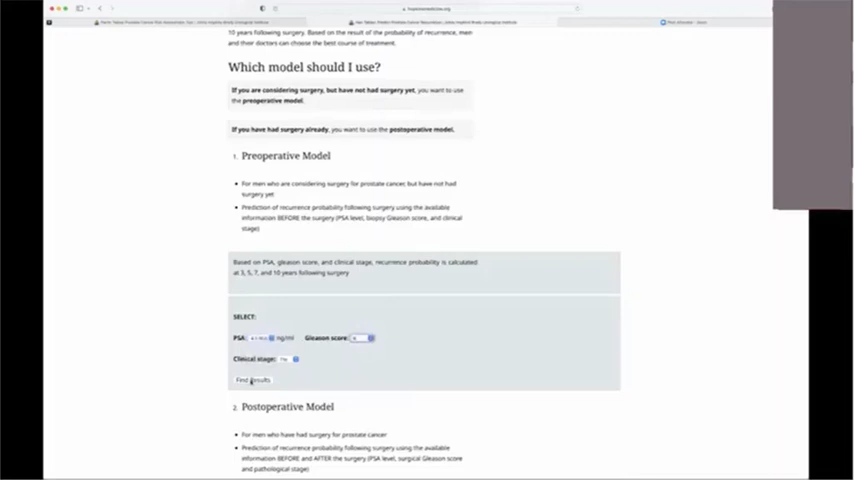 10 years following surgery. Based on the result of the probability of recurrence, men
and their doctors can choose the best course of treatment.
Which model should I use?
If you are considering surgery, but have not had surgery yet, you want to use
the preoperative model.
If you have had surgery already, you want to use the postoperative model.
1. Preoperative Model
For men who are considering surgery for prostate cancer, but have not had
surgery yet
Prediction of recurrence probability following surgery using the available
information BEFORE the surgery (PSA level, biopsy Gleason score, and clinical
stage)
Based on PSA, gleason score, and clinical stage, recurrence probability is calculated
at 3, 5, 7, and 10 years following surgery
SELECT:
PSA: ng/ml Gleason score:
Clinical stage:
Find Results
2. Postoperative Model
For men who have had surgery for prostate cancer
Prediction of recurrence probability following surgery using the available
information BEFORE and AFTER the surgery (PSA level, surgical Gleason score
and pathological stage)